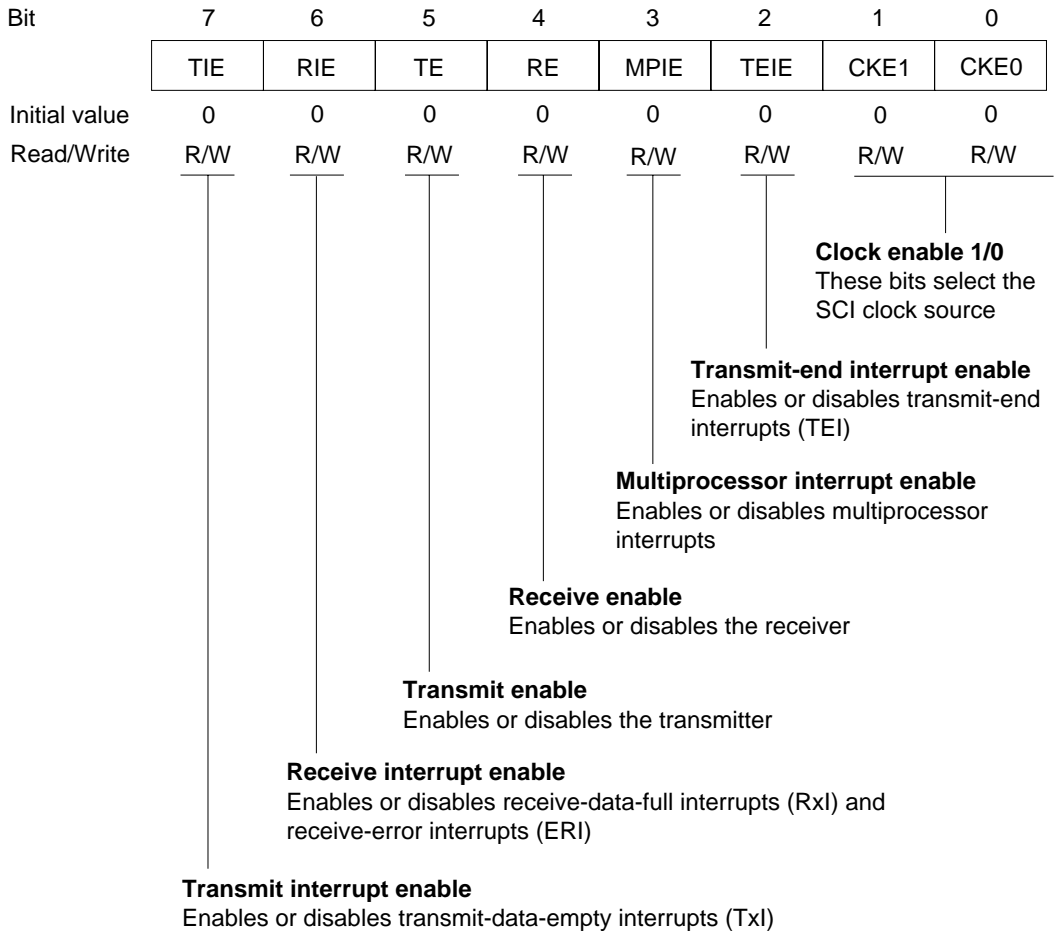 Bit 7 6 5 4 3 2 1 0
TIE RIE TE RE MPIE TEIE CKE1 CKE0
Initial value 0 0 0 0 0 0 0 0
Read/Write R/W R/W R/W R/W R/W R/W R/W R/W
Clock enable 1/0
These bits select the
SCI clock source
Transmit-end interrupt enable
Enables or disables transmit-end
interrupts (TEI)
Multiprocessor interrupt enable
Enables or disables multiprocessor
interrupts
Receive enable
Enables or disables the receiver
Transmit enable
Enables or disables the transmitter
Receive interrupt enable
Enables or disables receive-data-full interrupts (RxI) and
receive-error interrupts (ERI)
Transmit interrupt enable
Enables or disables transmit-data-empty interrupts (TxI)